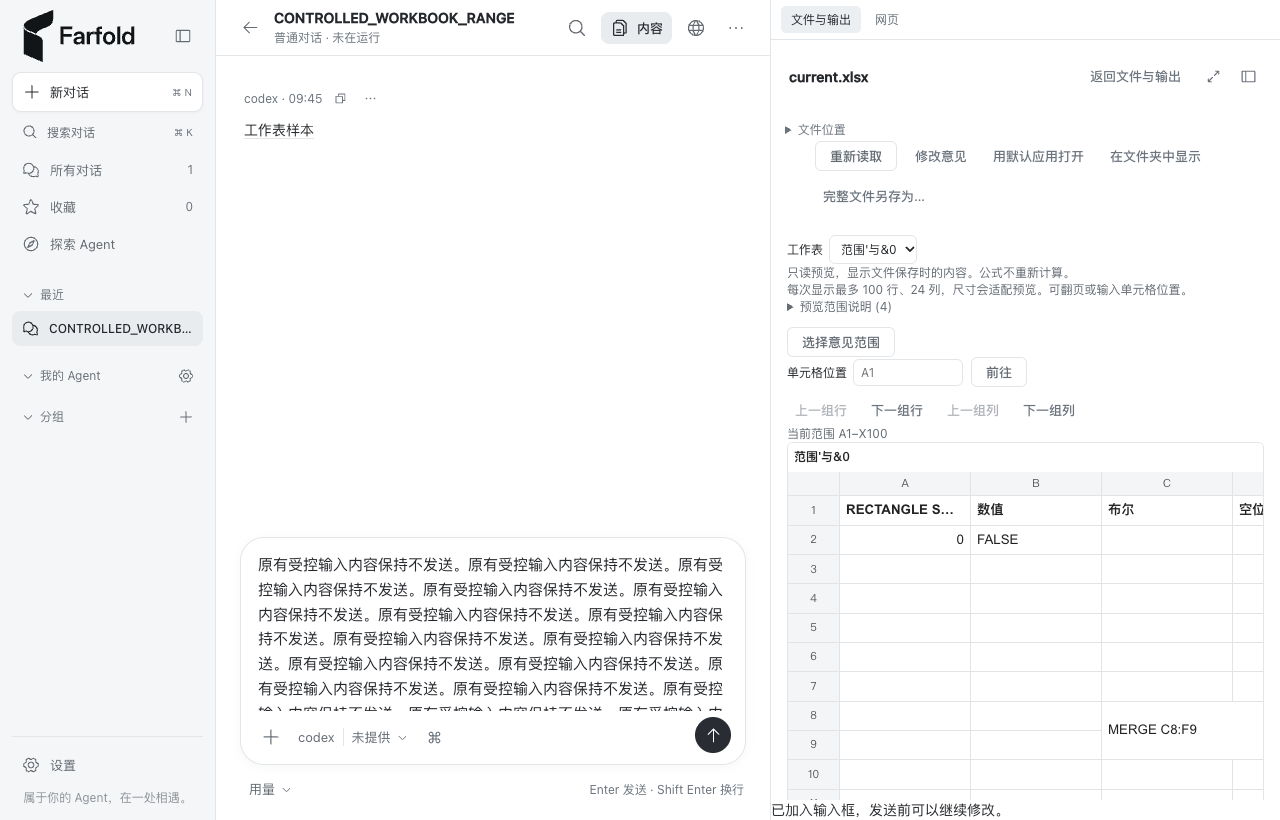 Farfold
新对话 ⌘ N
搜索对话 ⌘ K
所有对话 1
收藏 0
探索 Agent
最近
CONTROLLED_WORKB...
我的 Agent
分组
设置
属于你的 Agent，在一处相遇。
CONTROLLED_WORKBOOK_RANGE
普通对话 · 未在运行
内容
codex · 09:45
工作表样本
原有受控输入内容保持不发送。原有受控输入内容保持不发送。原有受
控输入内容保持不发送。原有受控输入内容保持不发送。原有受控输入
内容保持不发送。原有受控输入内容保持不发送。原有受控输入内容保
持不发送。原有受控输入内容保持不发送。原有受控输入内容保持不发
送。原有受控输入内容保持不发送。原有受控输入内容保持不发送。原
有受控输入内容保持不发送。原有受控输入内容保持不发送。原有受控
codex 未提供 ⌘
用量
Enter 发送 · Shift Enter 换行
文件与输出 网页
current.xlsx 返回文件与输出
文件位置
重新读取 修改意见 用默认应用打开 在文件夹中显示
完整文件另存为...
工作表 范围'与&0
只读预览，显示文件保存时的内容。公式不重新计算。
每次显示最多 100 行、24 列，尺寸会适配预览。可翻页或输入单元格位置。
预览范围说明 (4)
选择意见范围
单元格位置 A1 前往
上一组行 下一组行 上一组列 下一组列
当前范围 A1–X100
范围'与&0
A B C
1 RECTANGLE S... 数值 布尔 空位
2 0 FALSE
3
4
5
6
7
8
MERGE C8:F9
9
10
已加入输入框，发送前可以继续修改。